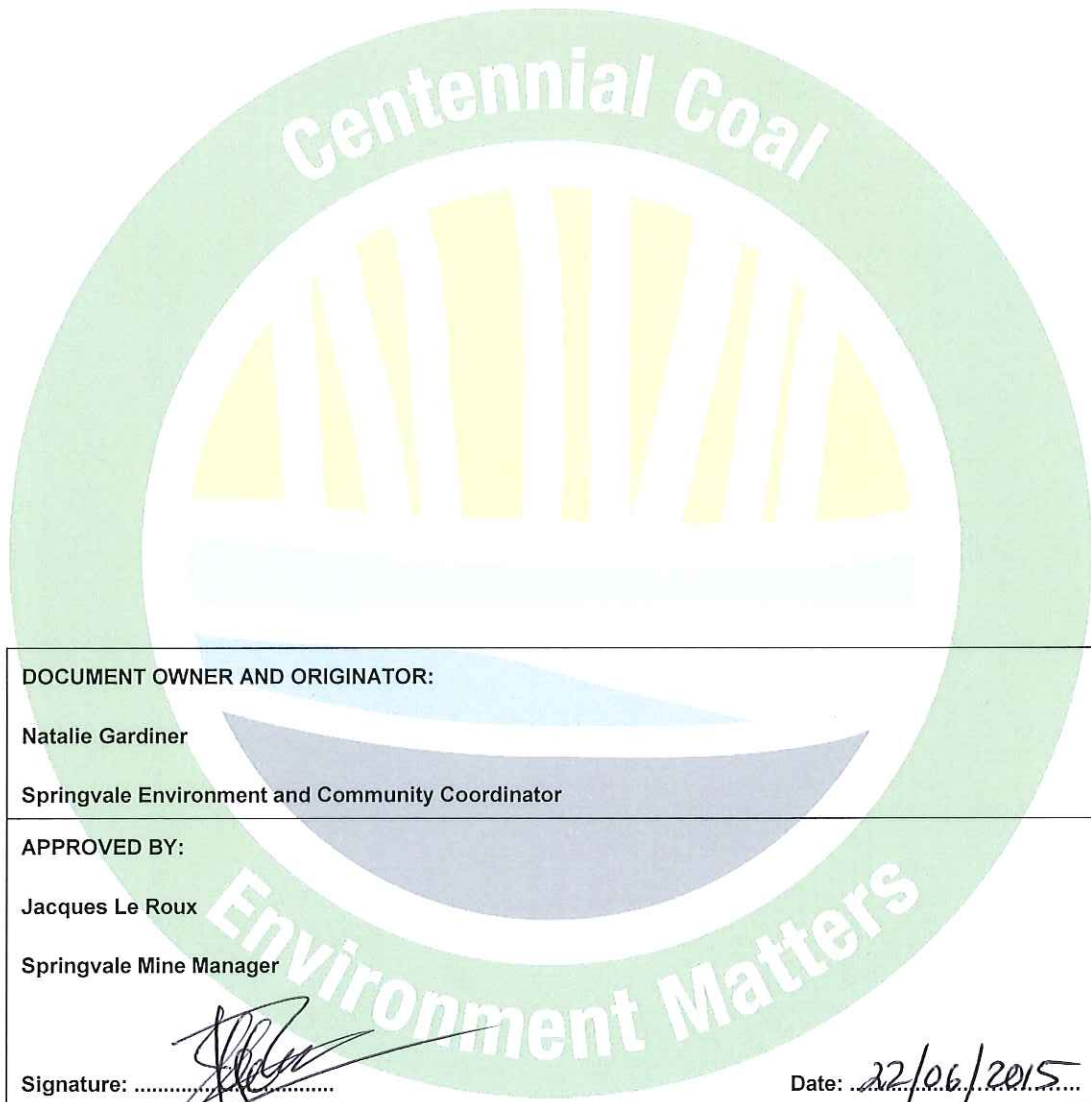 Centennial Coal
DOCUMENT OWNER AND ORIGINATOR:
Natalie Gardiner
Springvale Environment and Community Coordinator
APPROVED BY:
Jacques Le Roux
Springvale Mine Manager
Environment Matters
Signature: ..................................
Date: 22/06/2015